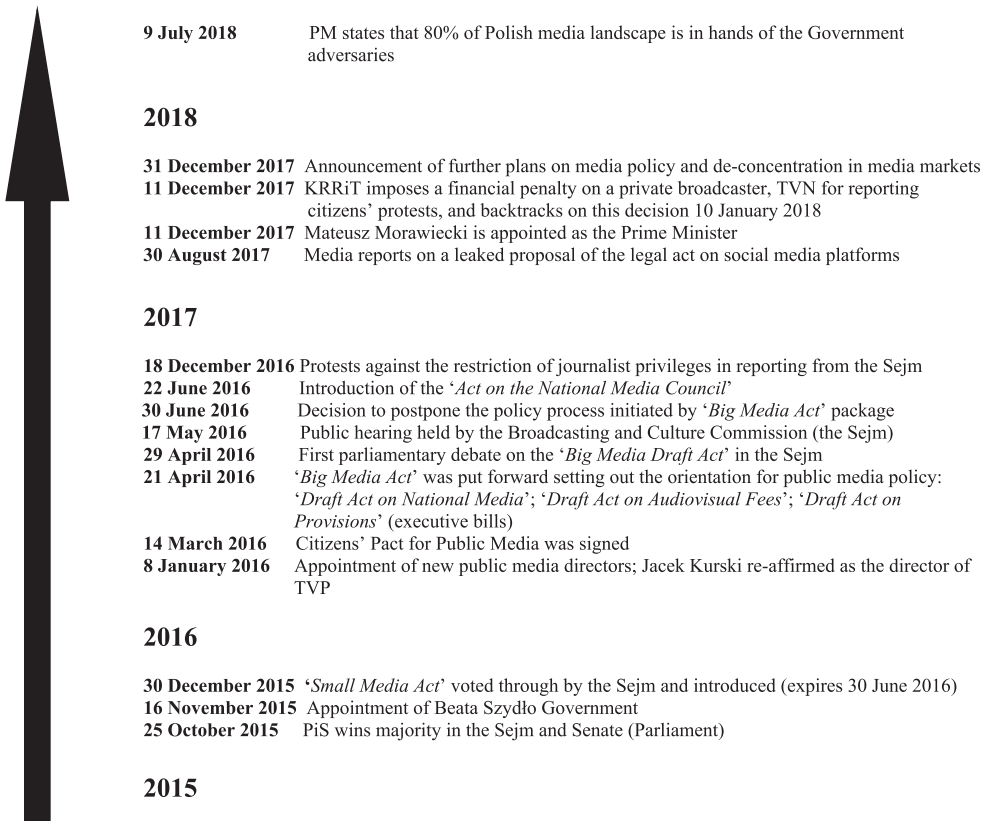 9 July 2018 PM states that 80% of Polish media landscape is in hands of the Government
adversaries
2018
31 December 2017 Announcement of further plans on media policy and de-concentration in media markets
11 December 2017 KRRiT imposes a financial penalty on a private broadcaster, TVN for reporting
citizens’ protests, and backtracks on this decision 10 January 2018
11 December 2017 Mateusz Morawiecki is appointed as the Prime Minister
30 August 2017 Media reports on a leaked proposal of the legal act on social media platforms
2017
18 December 2016 Protests against the restriction of journalist privileges in reporting from the Sejm
22 June 2016 Introduction of the ‘Act on the National Media Council’
30 June 2016 Decision to postpone the policy process initiated by ‘Big Media Act’ package
17 May 2016 Public hearing held by the Broadcasting and Culture Commission (the Sejm)
29 April 2016 First parliamentary debate on the ‘Big Media Draft Act’ in the Sejm
21 April 2016 ‘Big Media Act’ was put forward setting out the orientation for public media policy:
‘Draft Act on National Media’; ‘Draft Act on Audiovisual Fees’; ‘Draft Act on
Provisions’ (executive bills)
14 March 2016 Citizens’ Pact for Public Media was signed
8 January 2016 Appointment of new public media directors; Jacek Kurski re-affirmed as the director of
TVP
2016
30 December 2015 ‘Small Media Act’ voted through by the Sejm and introduced (expires 30 June 2016)
16 November 2015 Appointment of Beata Szydło Government
25 October 2015 PiS wins majority in the Sejm and Senate (Parliament)
2015